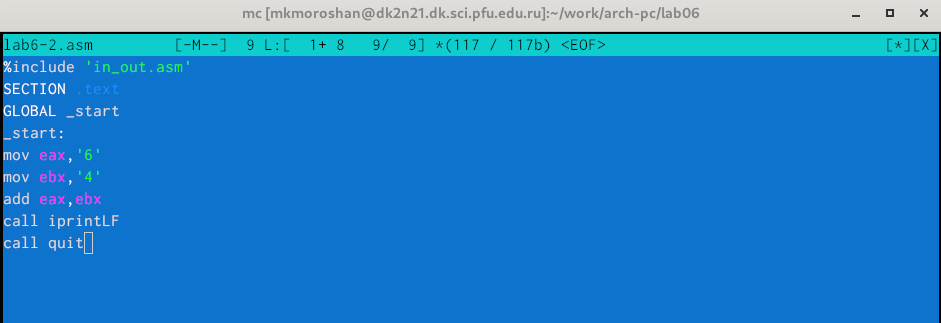 mc [mkmoroshan@dk2n21.dk.sci.pfu.edu.ru]:~/work/arch-pc/lab06
lab6-2.asm [-M--] 9 L:[ 1+ 8 9/ 9] *(117 / 117b) <EOF> [*][X]
%include 'in_out.asm'
SECTION .text
GLOBAL _start
_start:
mov eax,'6'
mov ebx,'4'
add eax,ebx
call iprintLF
call quit